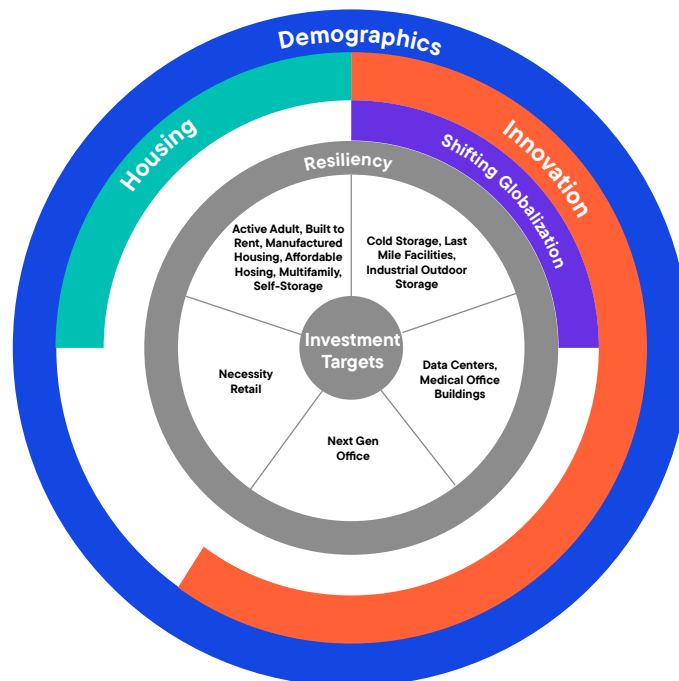 Demographics
Housing
Innovation
Shifting Globalization
Resiliency
Active Adult, Built to
Rent, Manufactured
Housing, Affordable
Hosing, Multifamily,
Self-Storage
Cold Storage, Last
Mile Facilities,
Industrial Outdoor
Storage
Investment
Targets
Necessity
Retail
Data Centers,
Medical Office
Buildings
Next Gen
Office